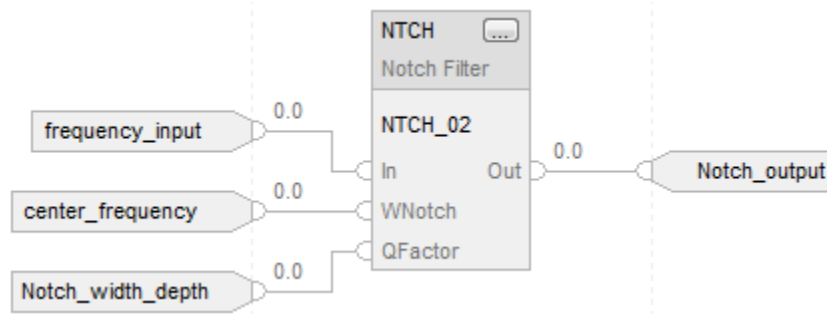 NTCH ...
Notch Filter
NTCH_02
frequency_input 0.0
In Out 0.0 Notch_output
center_frequency 0.0 WNotch
QFactor
Notch_width_depth 0.0